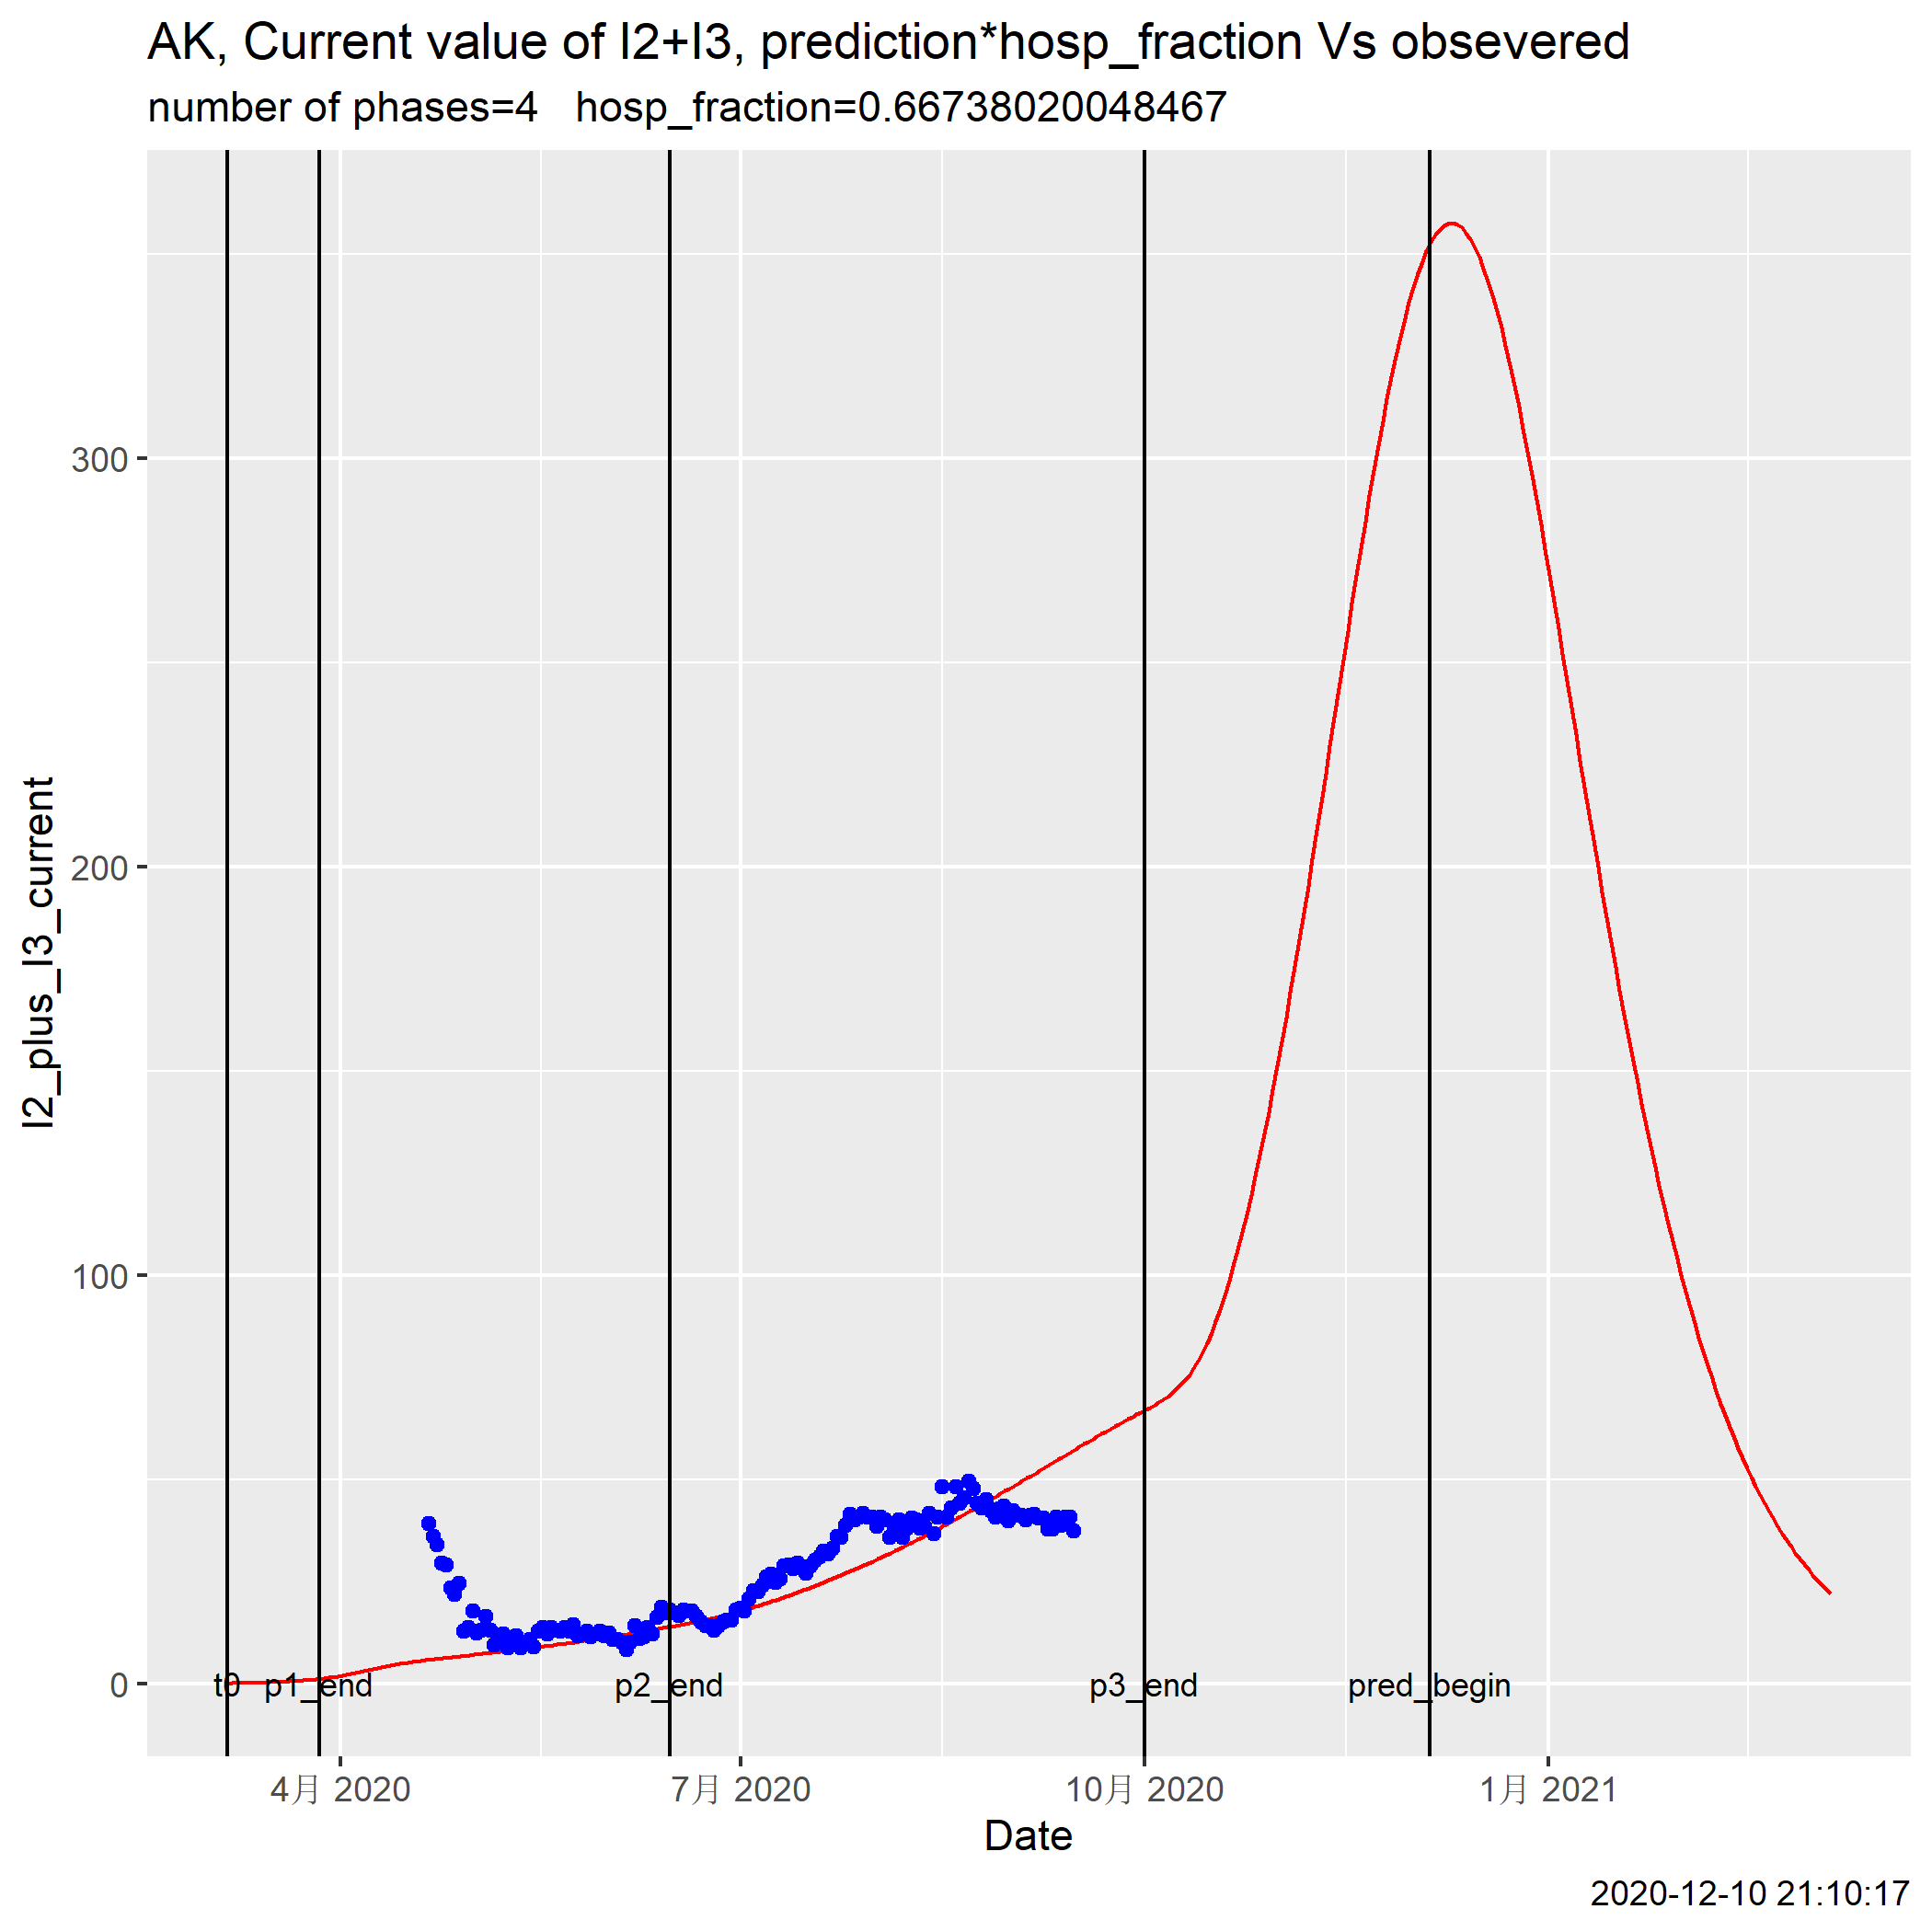 AK, Current value of I2+I3, prediction*hosp_fraction Vs obsevered
number of phases=4   hosp_fraction=0.66738020048467
I2_plus_I3_current
300
200
100
0
t0 p1_end p2_end p3_end pred_begin
4月 2020 7月 2020 10月 2020 1月 2021
Date
2020-12-10 21:10:17